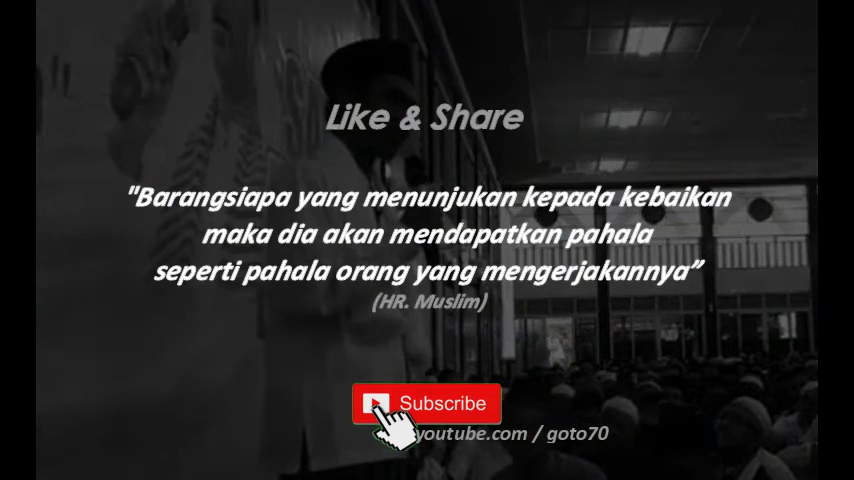 Like & Share
"Barangsiapa yang menunjukan kepada kebaikan
maka dia akan mendapatkan pahala
seperti pahala orang yang mengerjakannya”
(HR. Muslim)
Subscribe
youtube.com / goto70